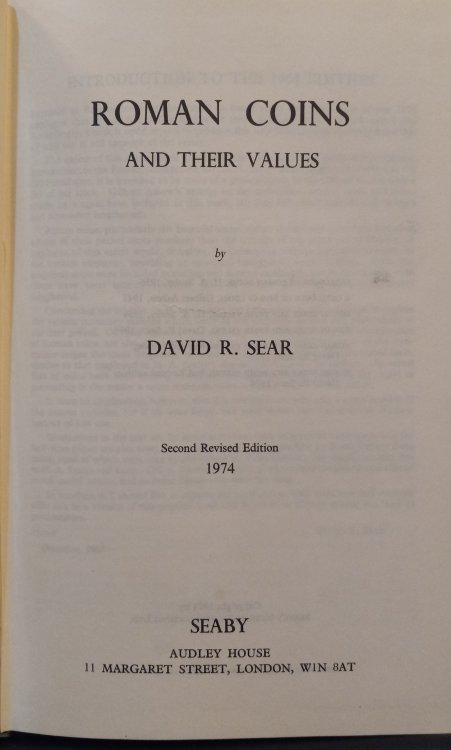 ROMAN COINS
AND THEIR VALUES
by
DAVID R. SEAR
Second Revised Edition
1974
SEABY
AUDLEY HOUSE
11 MARGARET STREET, LONDON, W1N 8AT